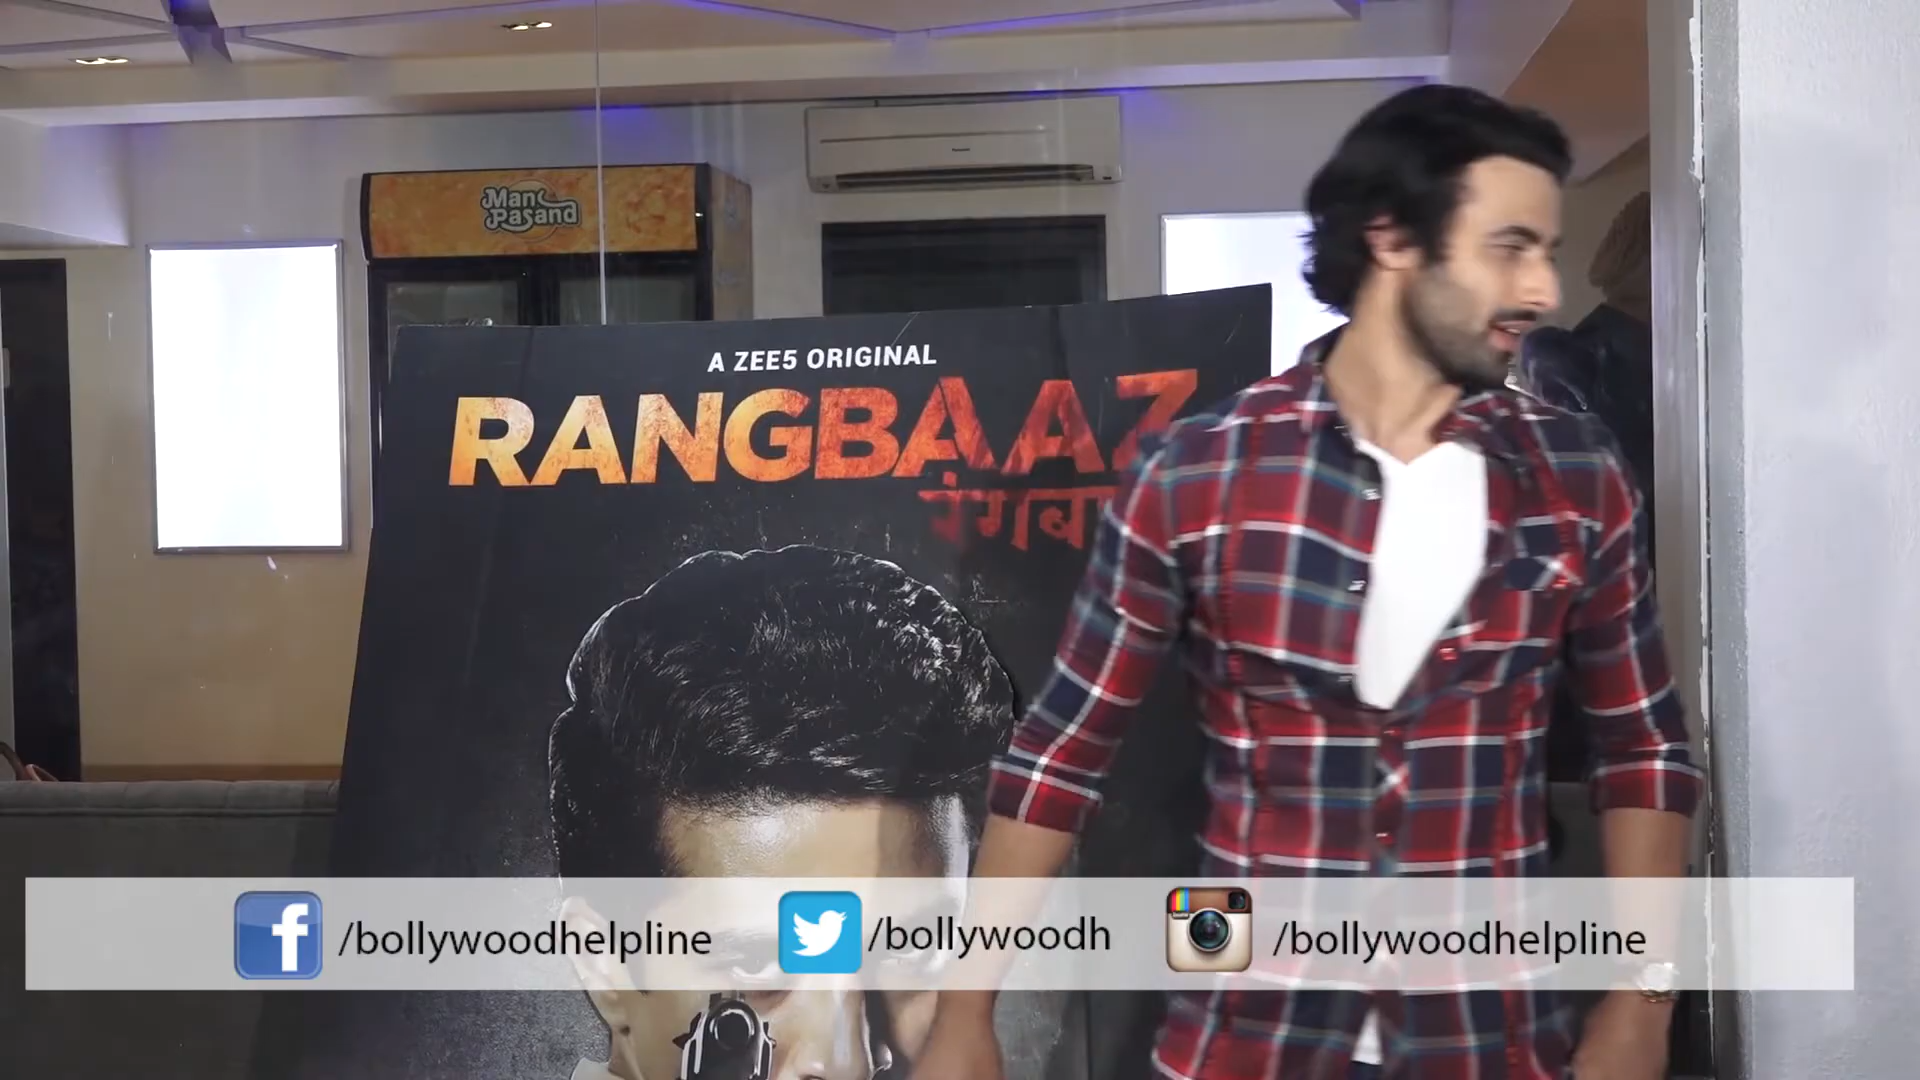 Man
Pasand
A ZEE5 ORIGINAL
RANGBAAZ
/bollywoodhelpline
/bollywoodh
/bollywoodhelpline